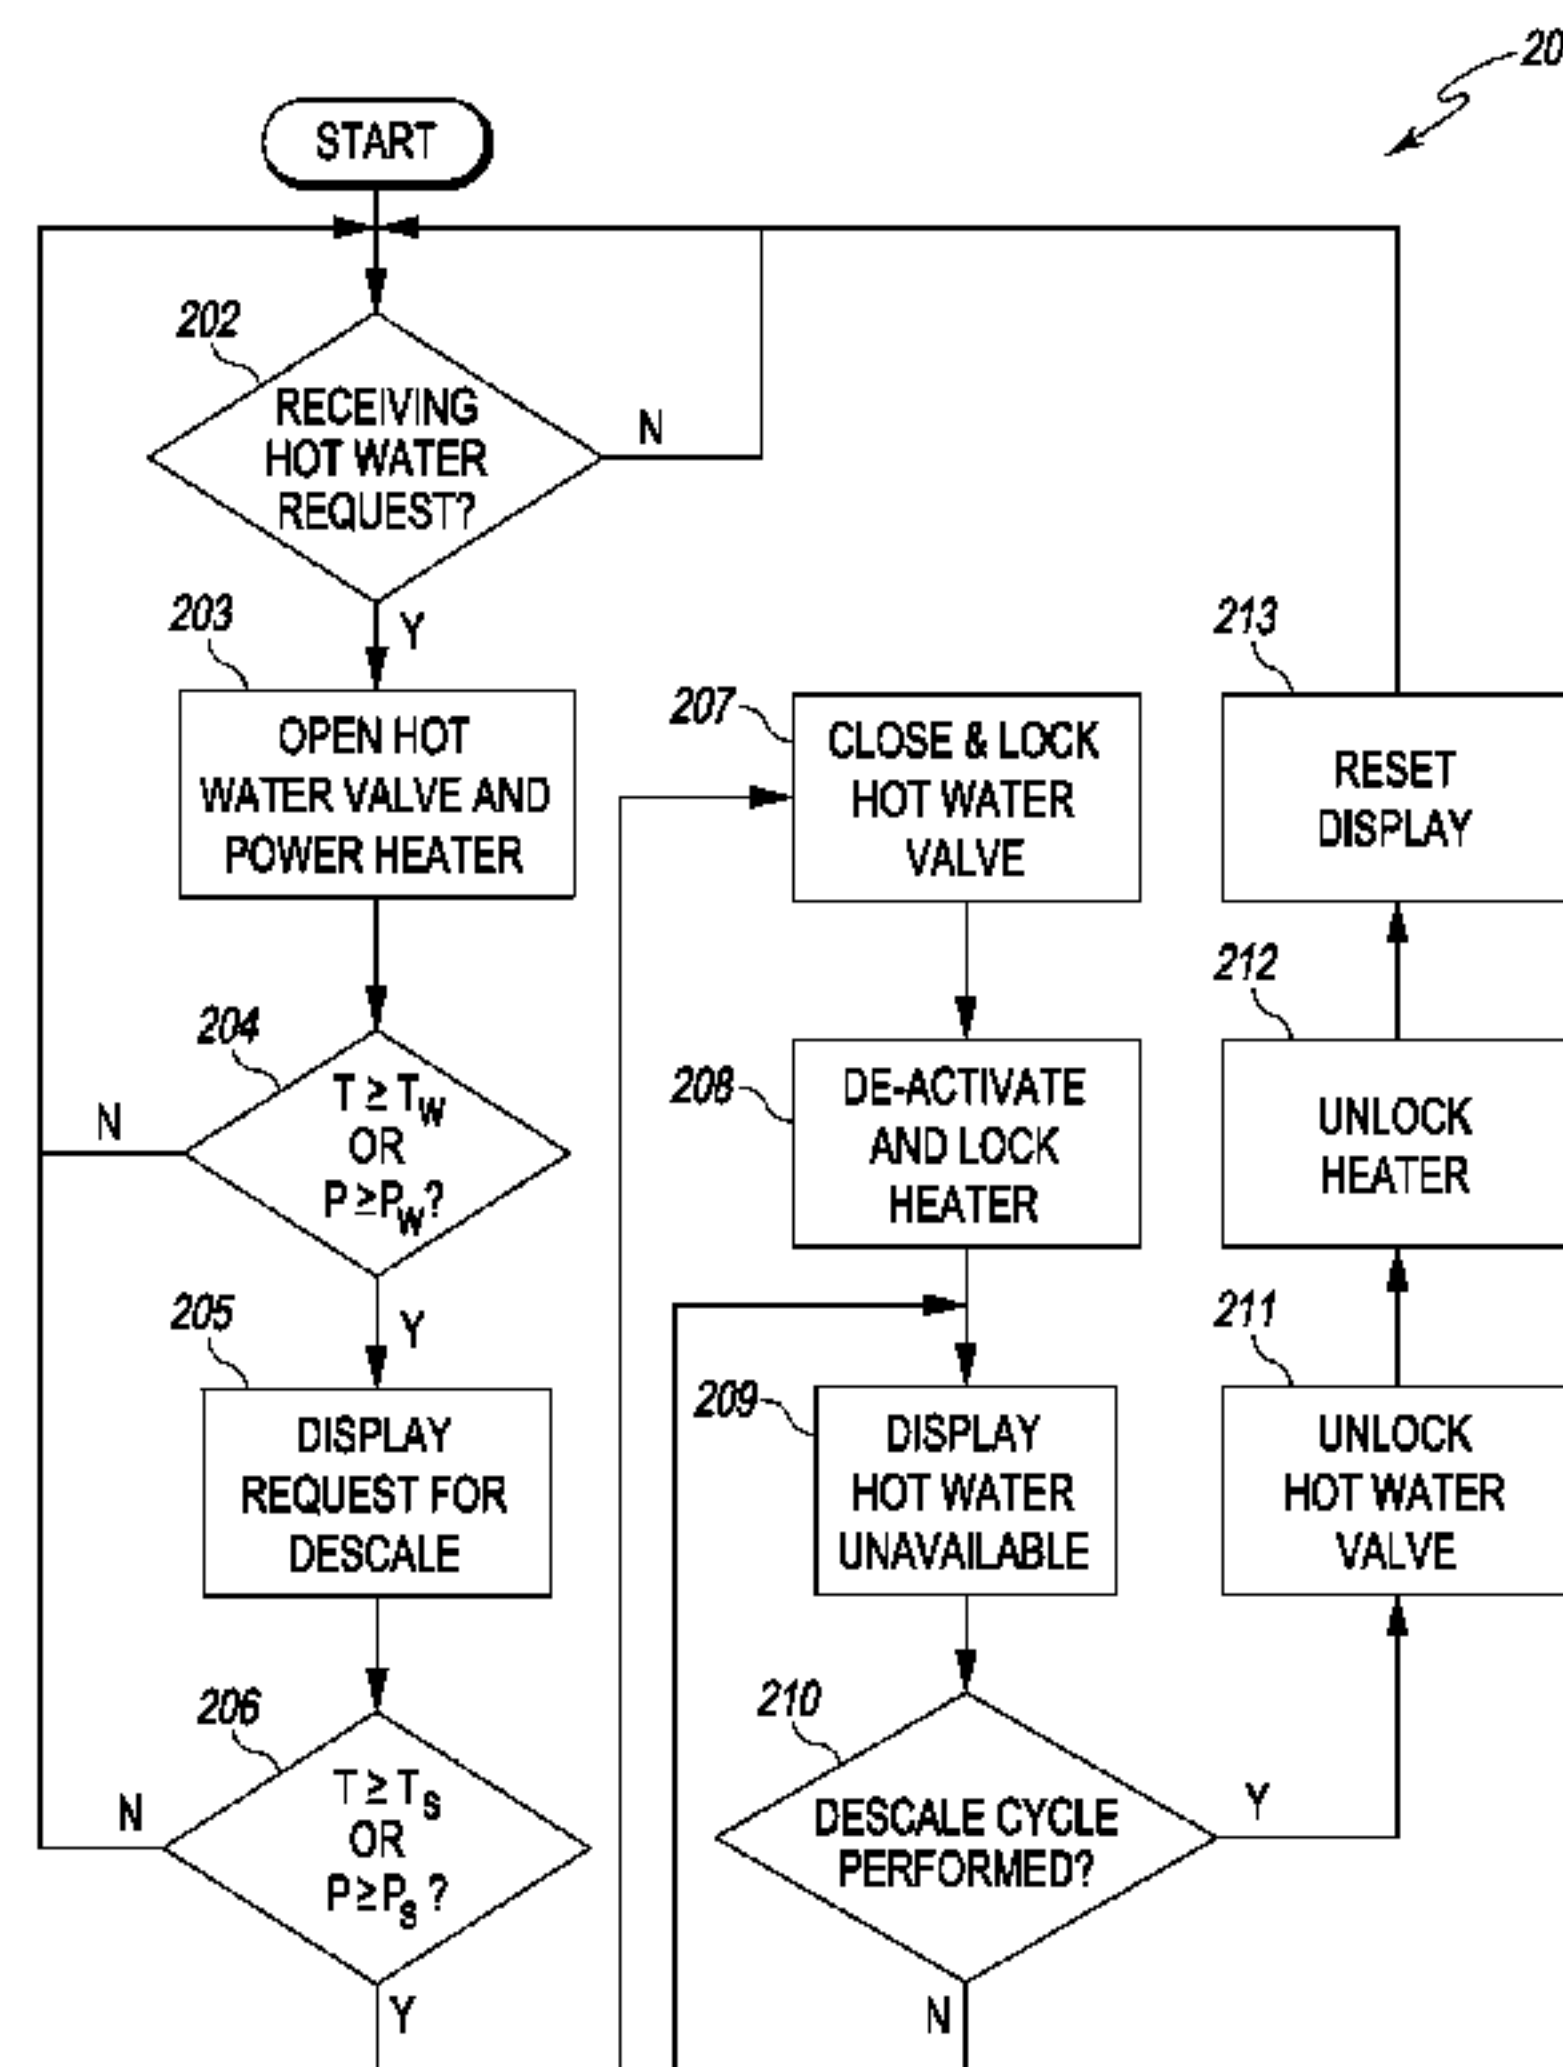 20
START
202
RECEIVING
HOT WATER
REQUEST?
N
Y
203
OPEN HOT
WATER VALVE AND
POWER HEATER
204
T ≥ T_W
OR
P ≥ P_W ?
N
Y
205
DISPLAY
REQUEST FOR
DESCALE
206
T ≥ T_S
OR
P ≥ P_S ?
N
Y
207
CLOSE & LOCK
HOT WATER
VALVE
208
DE-ACTIVATE
AND LOCK
HEATER
209
DISPLAY
HOT WATER
UNAVAILABLE
210
DESCALE CYCLE
PERFORMED?
Y
N
211
UNLOCK
HOT WATER
VALVE
212
UNLOCK
HEATER
213
RESET
DISPLAY